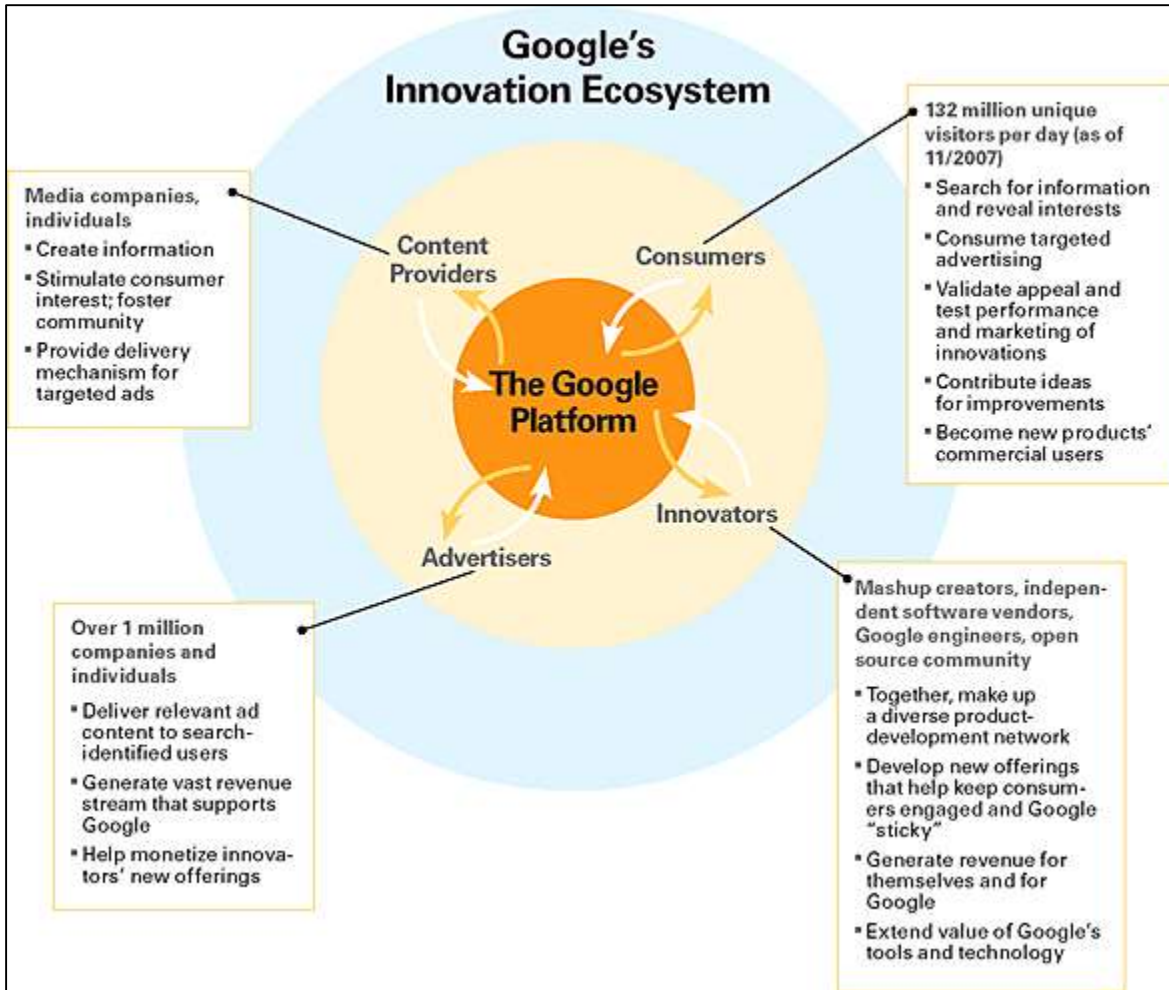 Google's
Innovation Ecosystem
Media companies,
individuals
▪ Create information
▪ Stimulate consumer
interest; foster
community
▪ Provide delivery
mechanism for
targeted ads
132 million unique
visitors per day (as of
11/2007)
▪ Search for information
and reveal interests
▪ Consume targeted
advertising
▪ Validate appeal and
test performance
and marketing of
innovations
▪ Contribute ideas
for improvements
▪ Become new products'
commercial users
Content
Providers
Consumers
The Google
Platform
Advertisers
Innovators
Over 1 million
companies and
individuals
▪ Deliver relevant ad
content to search-
identified users
▪ Generate vast revenue
stream that supports
Google
▪ Help monetize innova-
tors' new offerings
Mashup creators, indepen-
dent software vendors,
Google engineers, open
source community
▪ Together, make up
a diverse product-
development network
▪ Develop new offerings
that help keep consum-
ers engaged and Google
"sticky"
▪ Generate revenue for
themselves and for
Google
▪ Extend value of Google's
tools and technology